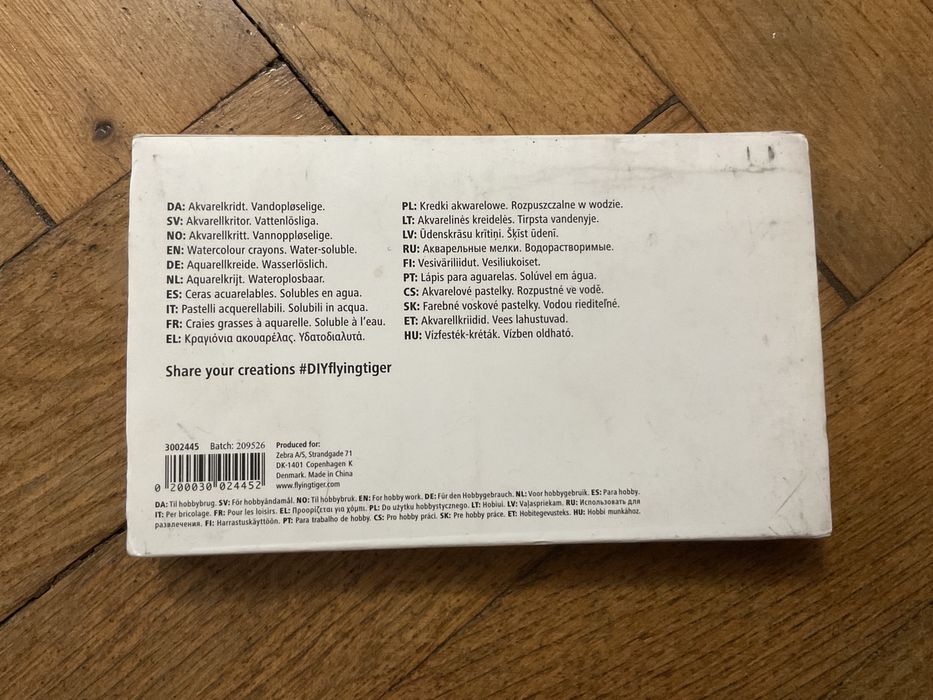 DA: Akvarelkridt. Vandopløselige.
SV: Akvarellkritor. Vattenlösliga.
NO: Akvarellkritt. Vannoppløselige.
EN: Watercolour crayons. Water-soluble.
DE: Aquarellkreide. Wasserlöslich.
NL: Aquarelkrijt. Wateroplosbaar.
ES: Ceras acuarelables. Solubles en agua.
IT: Pastelli acquerellabili. Solubili in acqua.
FR: Craies grasses à aquarelle. Soluble à l'eau.
EL: Κραγιόνια ακουαρέλας. Υδατοδιαλυτά.
PL: Kredki akwarelowe. Rozpuszczalne w wodzie.
LT: Akvarelinės kreidelės. Tirpsta vandenyje.
LV: Ūdenskrāsu krītiņi. Šķīst ūdenī.
RU: Акварельные мелки. Водорастворимые.
FI: Vesiväriliidut. Vesiliukoiset.
PT: Lápis para aguarelas. Solúvel em água.
CS: Akvarelové pastelky. Rozpustné ve vodě.
SK: Farebné voskové pastelky. Vodou riediteľné.
ET: Akvarellkriidid. Vees lahustuvad.
HU: Vízfesték-kréták. Vízben oldható.
Share your creations #DIYflyingtiger
3002445 Batch: 209526
0 200030 024452
Produced for:
Zebra A/S, Strandgade 71
DK-1401 Copenhagen K
Denmark. Made in China
www.flyingtiger.com
DA: Til hobbybrug. SV: För hobbyändamål. NO: Til hobbybruk. EN: For hobby work. DE: Für den Hobbygebrauch. NL: Voor hobbygebruik. ES: Para hobby.
IT: Per bricolage. FR: Pour les loisirs. EL: Προορίζεται για χόμπι. PL: Do użytku hobbystycznego. LT: Hobiui. LV: Vaļaspriekam. RU: Использовать для
развлечения. FI: Harrastuskäyttöön. PT: Para trabalho de hobby. CS: Pro hobby práci. SK: Pre hobby práce. ET: Hobitegevusteks. HU: Hobbi munkához.